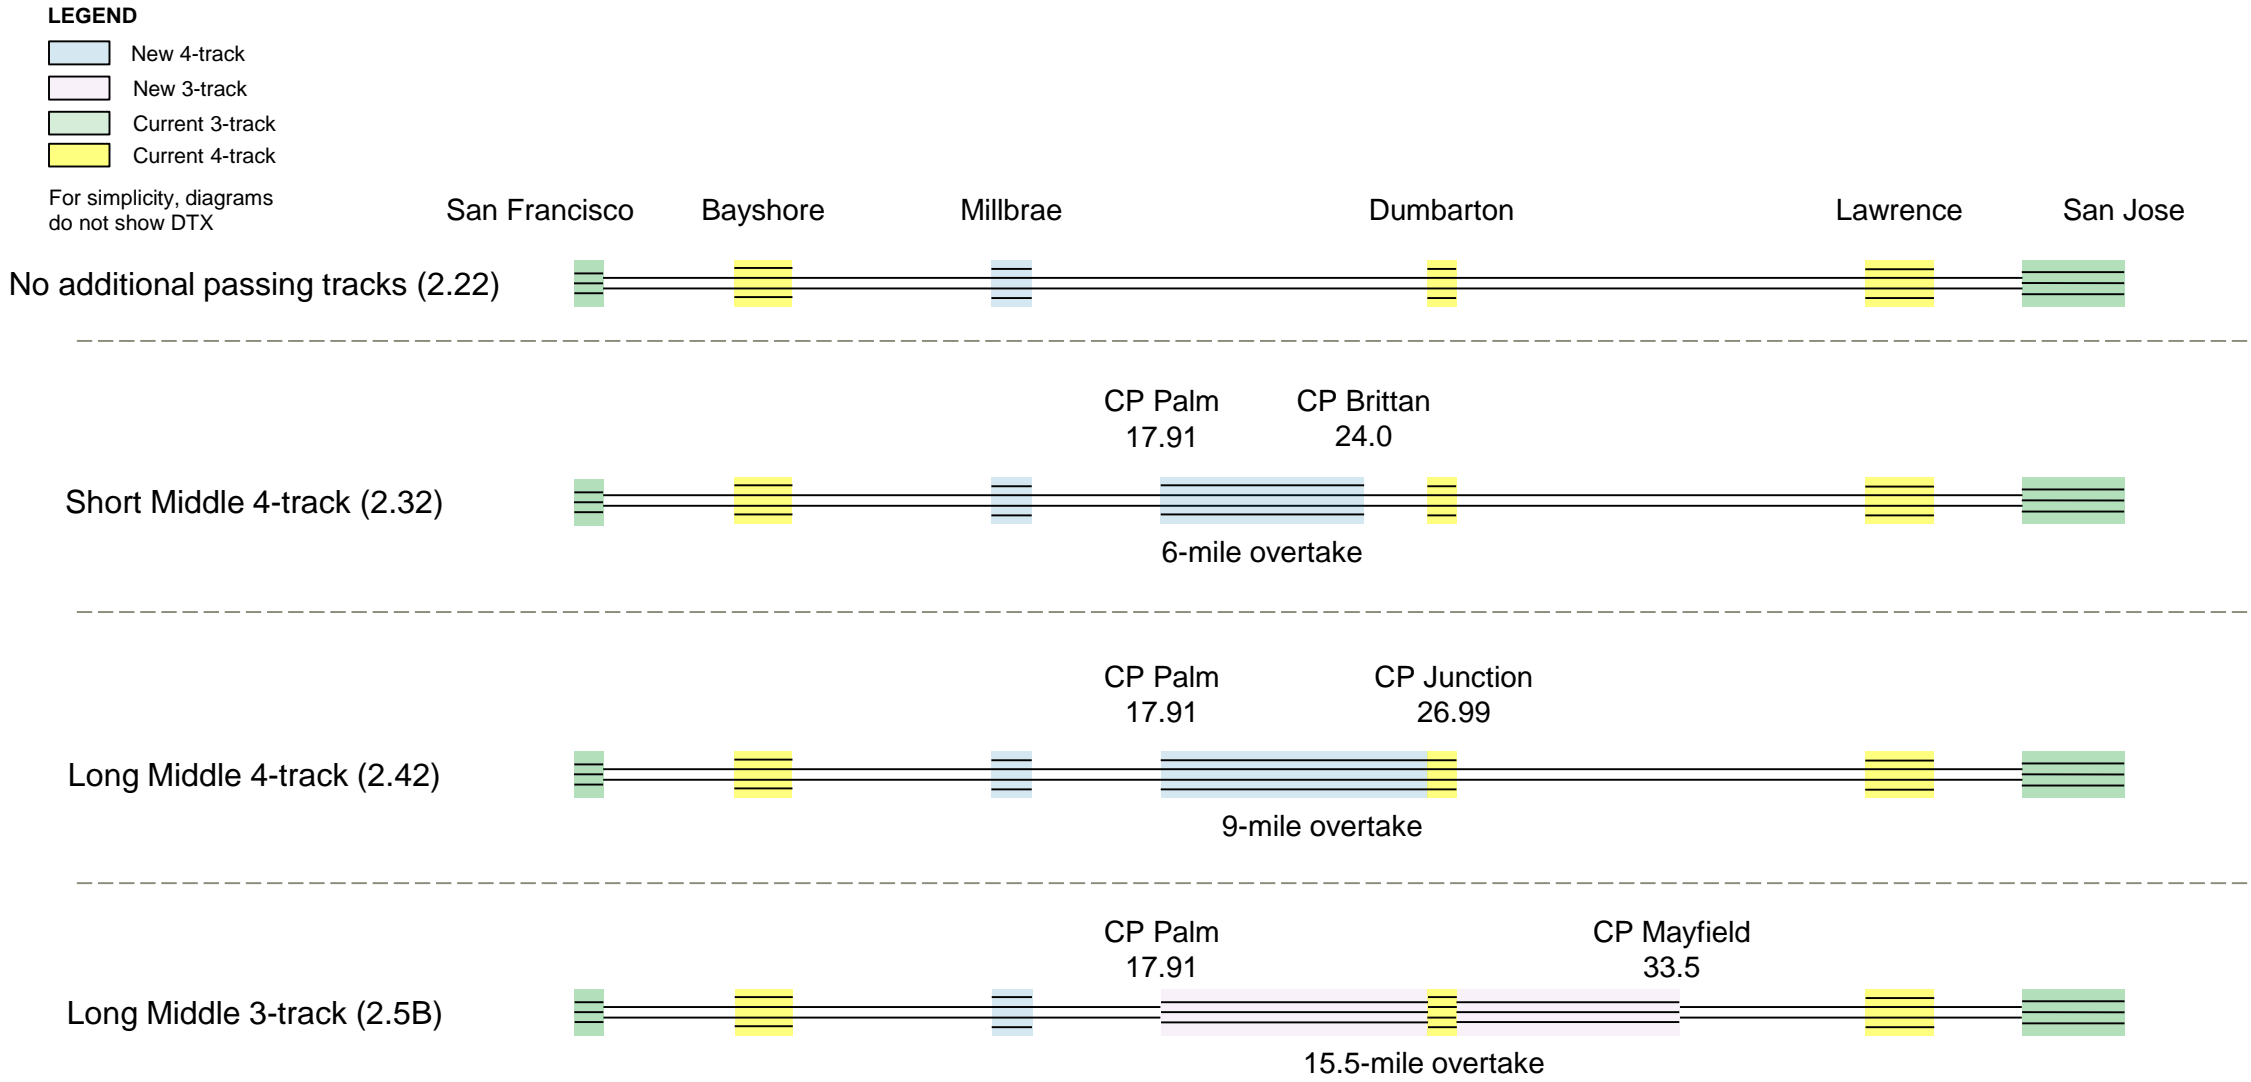 LEGEND
New 4-track
New 3-track
Current 3-track
Current 4-track
For simplicity, diagrams
do not show DTX
San Francisco Bayshore Millbrae Dumbarton Lawrence San Jose
No additional passing tracks (2.22)
CP Palm CP Brittan
17.91 24.0
Short Middle 4-track (2.32)
6-mile overtake
CP Palm CP Junction
17.91 26.99
Long Middle 4-track (2.42)
9-mile overtake
CP Palm CP Mayfield
17.91 33.5
Long Middle 3-track (2.5B)
15.5-mile overtake